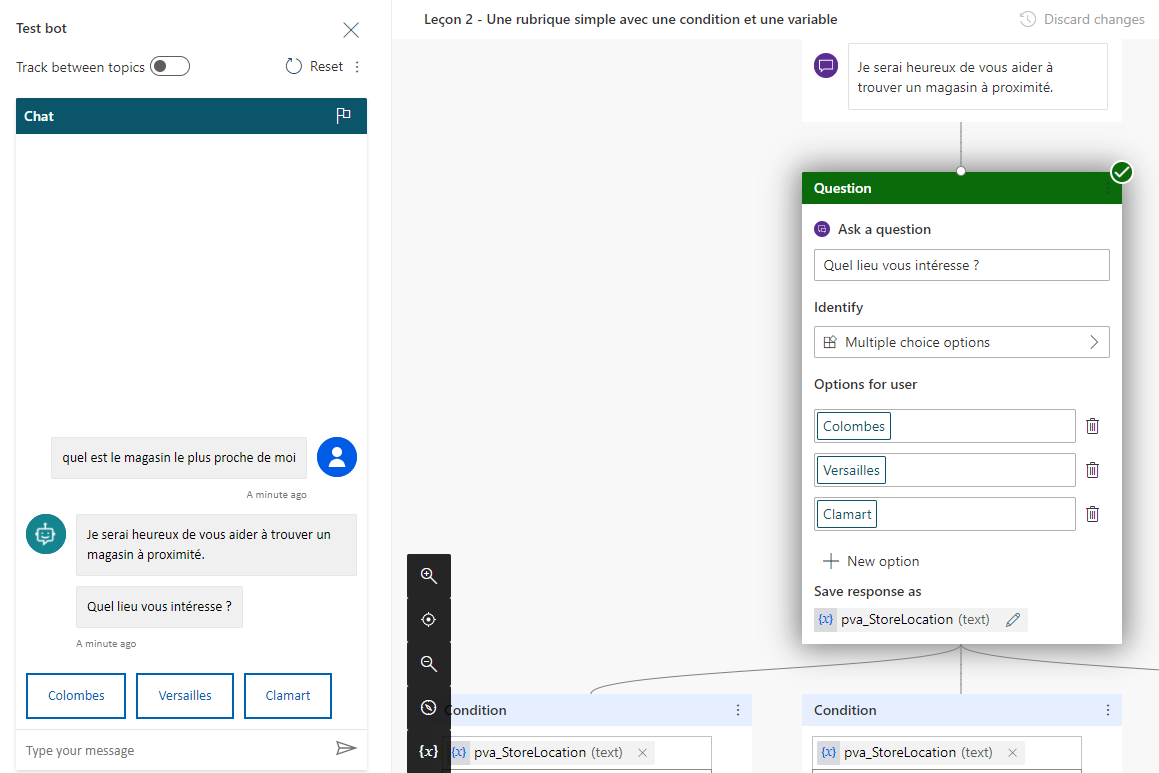 Test bot
Track between topics
Reset
Chat
quel est le magasin le plus proche de moi
A minute ago
Je serai heureux de vous aider à trouver un
magasin à proximité.
Quel lieu vous intéresse ?
A minute ago
Colombes
Versailles
Clamart
Type your message
Leçon 2 - Une rubrique simple avec une condition et une variable
Discard changes
Je serai heureux de vous aider à
trouver un magasin à proximité.
Question
Ask a question
Quel lieu vous intéresse ?
Identify
Multiple choice options
Options for user
Colombes
Versailles
Clamart
New option
Save response as
{x} pva_StoreLocation (text)
{x}
Condition
{x} pva_StoreLocation (text)
Condition
{x} pva_StoreLocation (text)